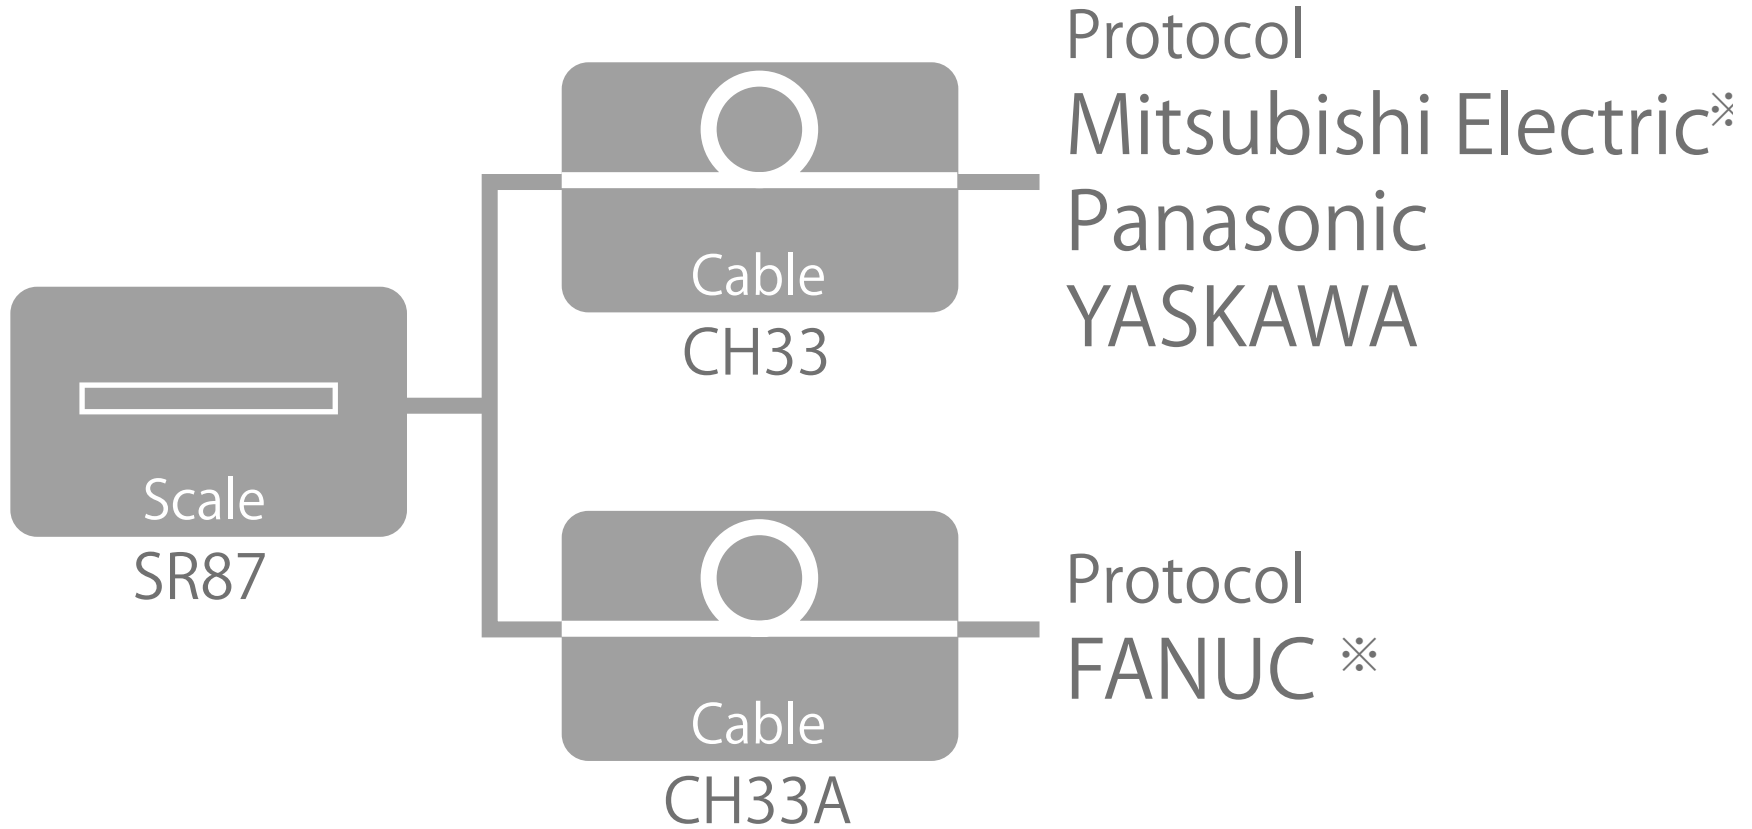 Protocol
Mitsubishi Electric※
Panasonic
YASKAWA
Cable
CH33
Scale
SR87
Protocol
FANUC ※
Cable
CH33A